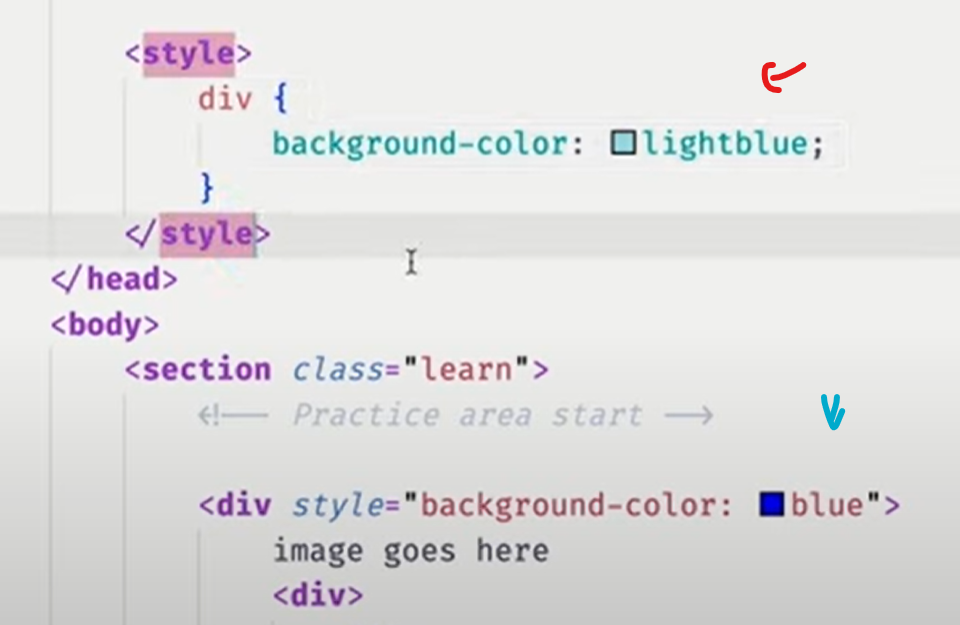 <style>
div {
background-color: lightblue;
}
</style>
</head>
<body>
<section class="learn">
<!-- Practice area start -->
<div style="background-color: blue">
image goes here
<div>